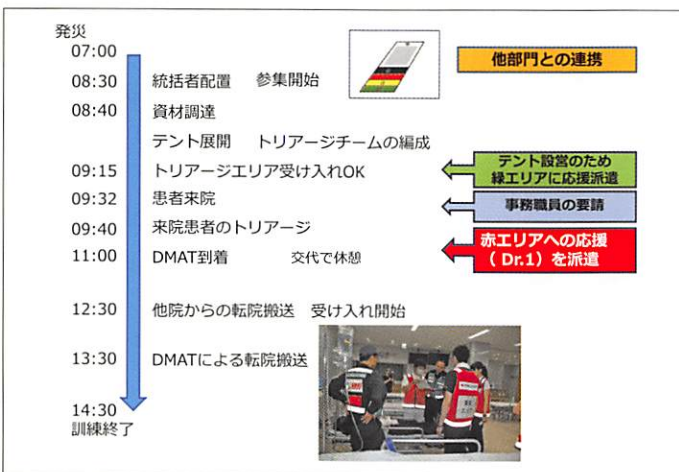 発災
07:00
他部門との連携
08:30 統括者配置 参集開始
08:40 資材調達
テント展開 トリアージチームの編成
09:15 トリアージエリア受け入れOK
テント設営のため
緑エリアに応援派遣
09:32 患者来院
事務職員の要請
09:40 来院患者のトリアージ
11:00 DMAT到着 交代で休憩
赤エリアへの応援
（ Dr.1）を派遣
12:30 他院からの転院搬送 受け入れ開始
13:30 DMATによる転院搬送
14:30
訓練終了